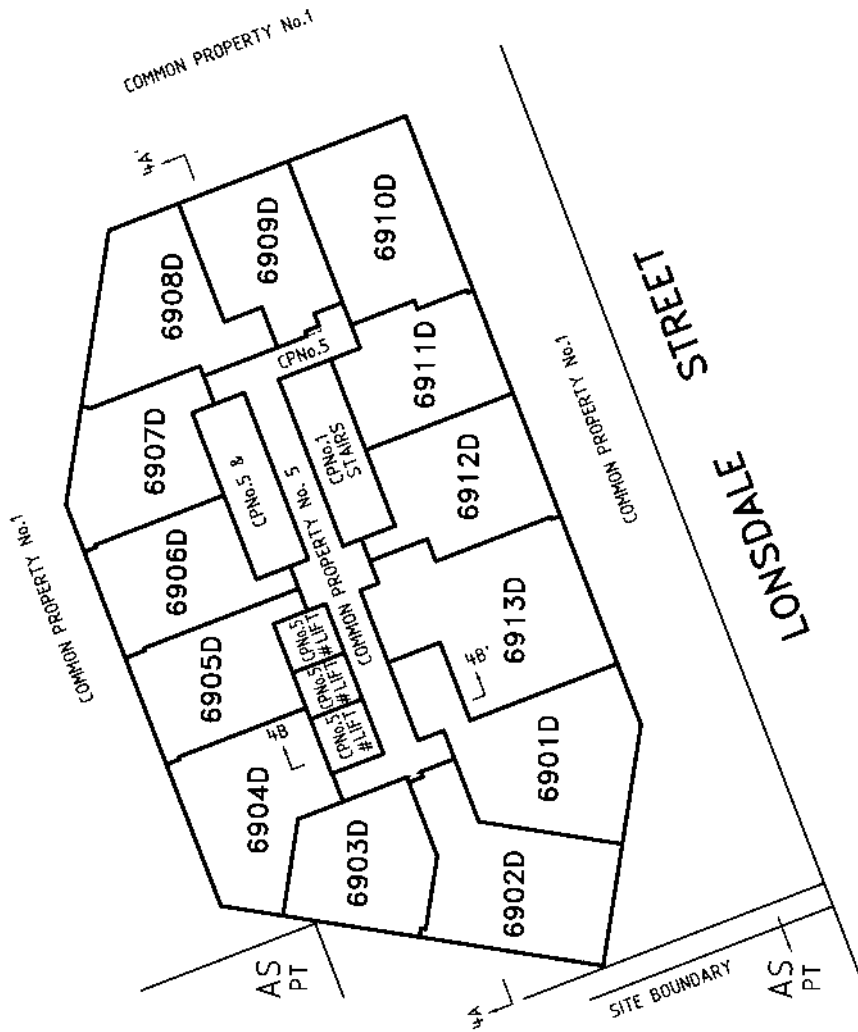 COMMON PROPERTY No.1
4A'
6908D
6909D
6910D
CPNo.5
6907D
6911D
CPNo.1
STAIRS
CPNo.5 &
COMMON PROPERTY No. 5
6906D
6912D
COMMON PROPERTY No.1
STREET
LONSDALE
COMMON PROPERTY No.1
6905D
CPNo.5
#LIFT
CPNo.5
#LIFT
CPNo.5
#LIFT
6913D
4B'
4B
6904D
6901D
6903D
6902D
AS
PT
4A
SITE BOUNDARY
AS
PT